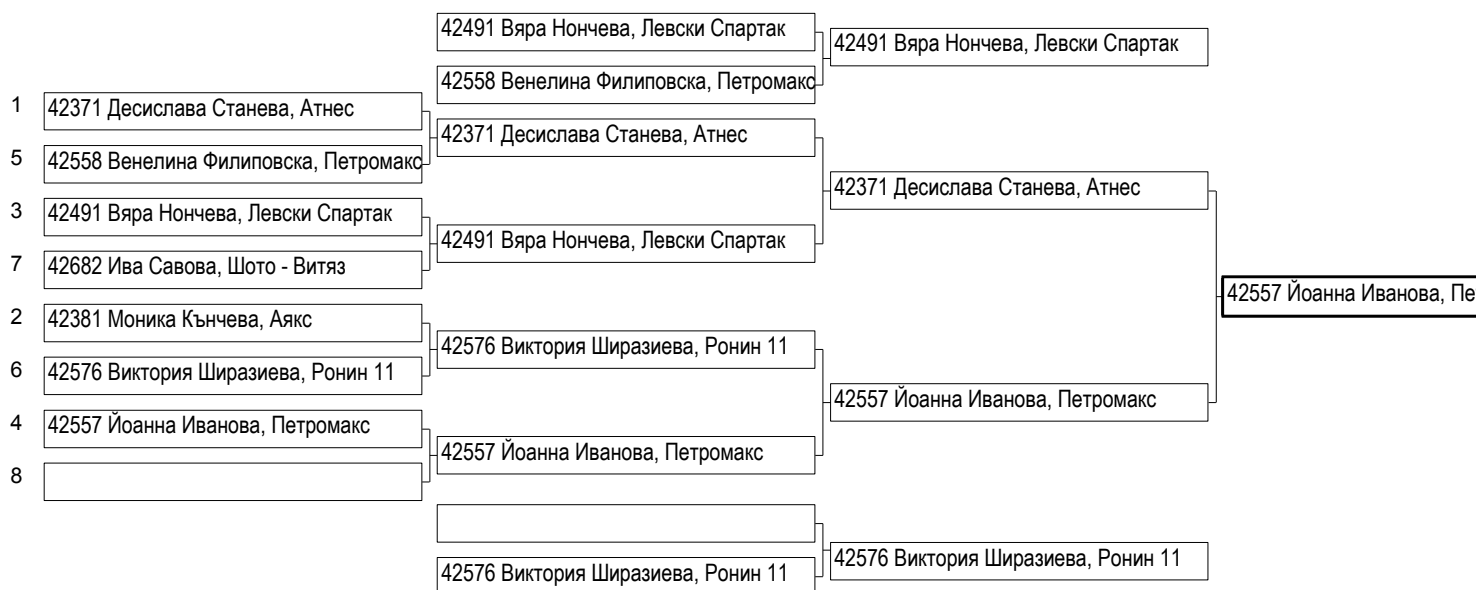 42491 Вяра Нончева, Левски Спартак
42491 Вяра Нончева, Левски Спартак
42558 Венелина Филиповска, Петромакс
1 42371 Десислава Станева, Атнес
42371 Десислава Станева, Атнес
5 42558 Венелина Филиповска, Петромакс
42371 Десислава Станева, Атнес
3 42491 Вяра Нончева, Левски Спартак
42491 Вяра Нончева, Левски Спартак
7 42682 Ива Савова, Шото - Витяз
42557 Йоанна Иванова, Пе
2 42381 Моника Кънчева, Аякс
42576 Виктория Ширазиева, Ронин 11
6 42576 Виктория Ширазиева, Ронин 11
42557 Йоанна Иванова, Петромакс
4 42557 Йоанна Иванова, Петромакс
42557 Йоанна Иванова, Петромакс
8
42576 Виктория Ширазиева, Ронин 11
42576 Виктория Ширазиева, Ронин 11